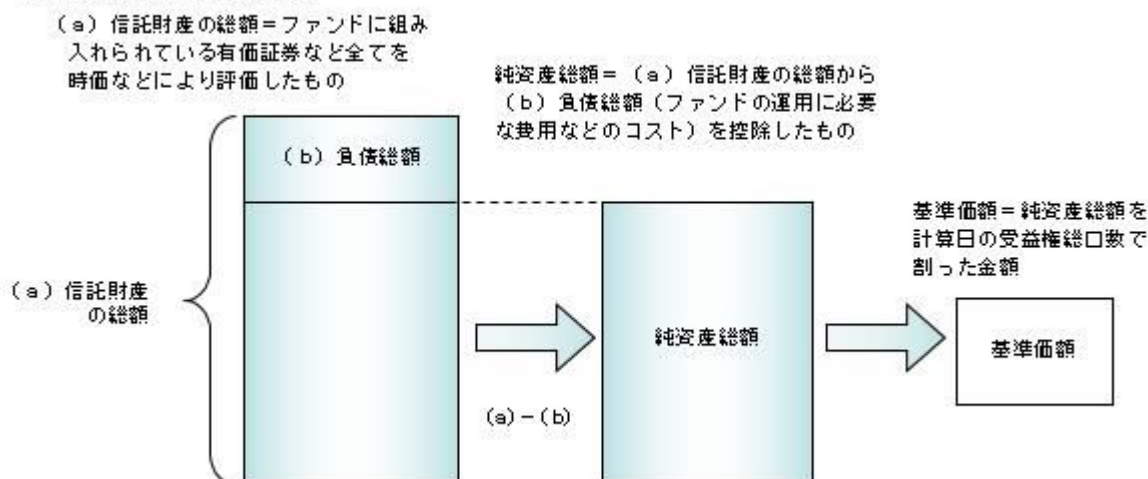 （a）信託財産の総額＝ファンドに組み
入れられている有価証券など全てを
時価などにより評価したもの
純資産総額＝（a）信託財産の総額から
（b）負債総額（ファンドの運用に必要
な費用などのコスト）を控除したもの
（b）負債総額
基準価額＝純資産総額を
計算日の受益権総口数で
割った金額
（a）信託財産
の総額
純資産総額
基準価額
(a)－(b)